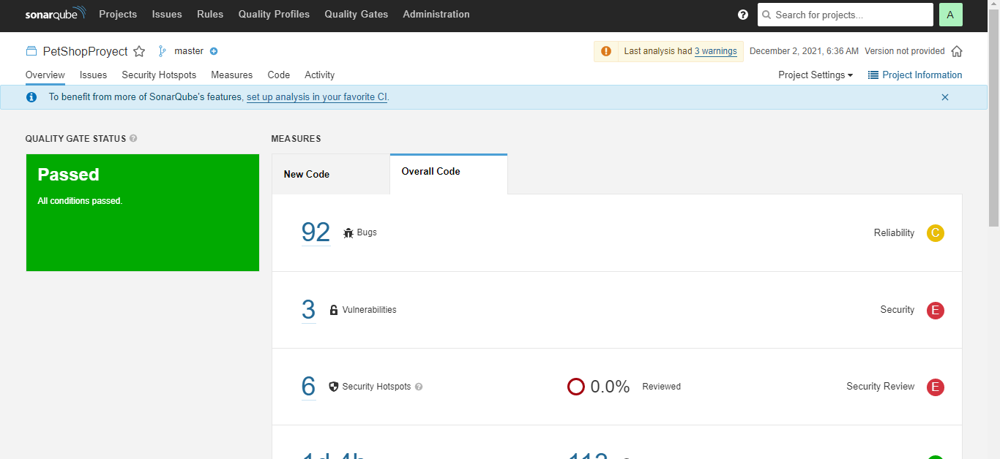 sonarqube Projects Issues Rules Quality Profiles Quality Gates Administration ? Search for projects... A
PetShopProyect master Last analysis had 3 warnings December 2, 2021, 6:36 AM Version not provided
Overview Issues Security Hotspots Measures Code Activity Project Settings Project Information
To benefit from more of SonarQube's features, set up analysis in your favorite CI.
QUALITY GATE STATUS ? MEASURES
Passed
All conditions passed.
New Code Overall Code
92 Bugs Reliability C
3 Vulnerabilities Security E
6 Security Hotspots ? 0.0% Reviewed Security Review E
1d 4h 113